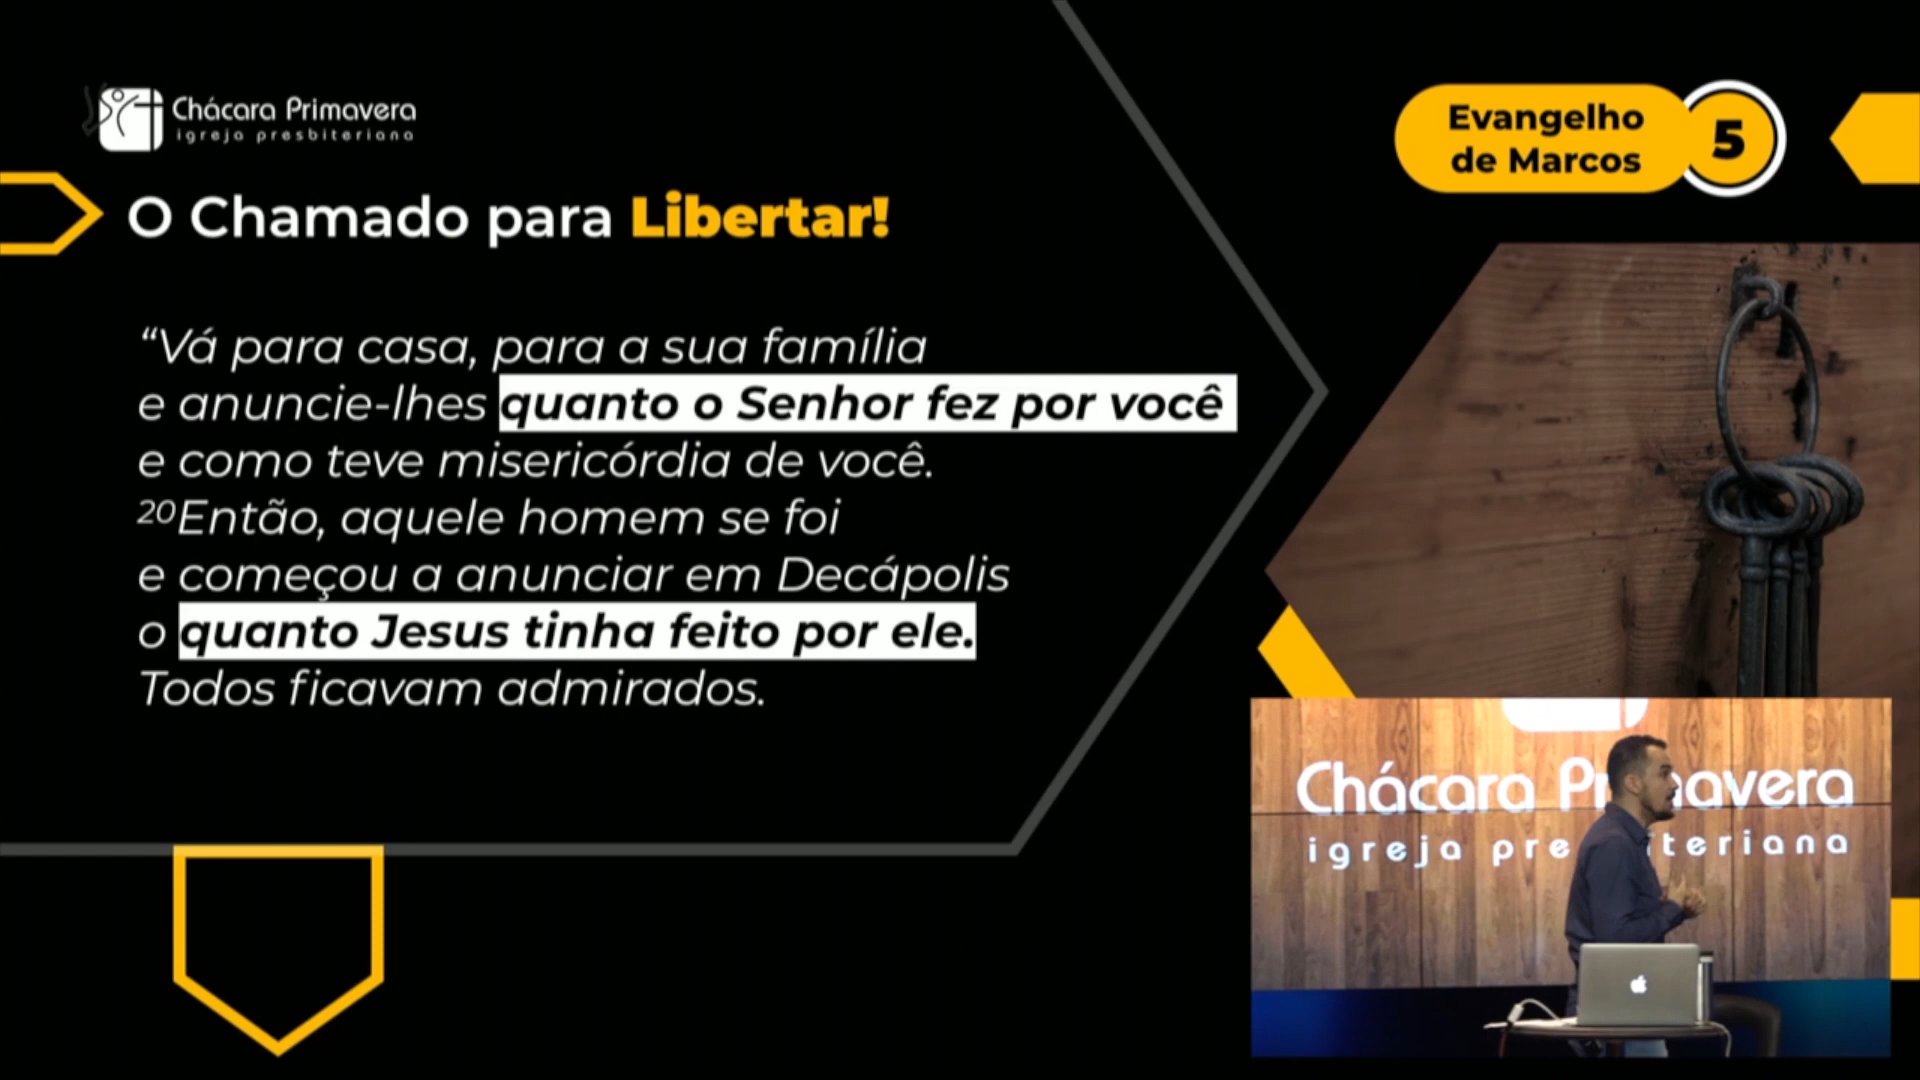 Chácara Primavera
igreja presbiteriana
Evangelho
de Marcos
5
O Chamado para Libertar!
“Vá para casa, para a sua família
e anuncie-lhes quanto o Senhor fez por você
e como teve misericórdia de você.
²⁰Então, aquele homem se foi
e começou a anunciar em Decápolis
o quanto Jesus tinha feito por ele.
Todos ficavam admirados.
Chácara Pr mavera
igreja pre iteriana